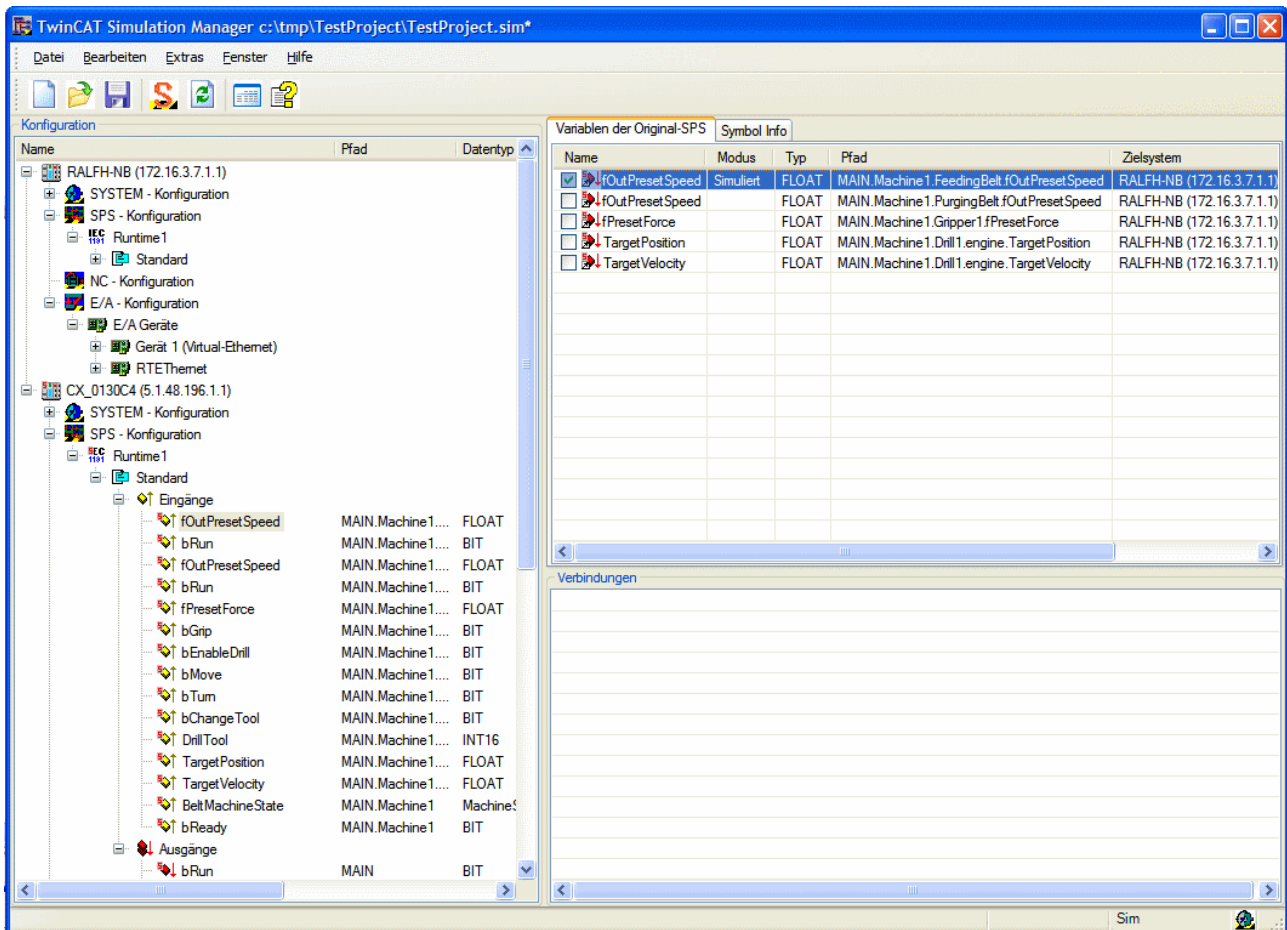 TwinCAT Simulation Manager c:\tmp\TestProject\TestProject.sim*
Datei Bearbeiten Extras Fenster Hilfe
Konfiguration
Name Pfad Datentyp
RALFH-NB (172.16.3.7.1.1)
SYSTEM - Konfiguration
SPS - Konfiguration
Runtime1
Standard
NC - Konfiguration
E/A - Konfiguration
E/A Geräte
Gerät 1 (Virtual-Ethernet)
RTEThernet
CX_0130C4 (5.1.48.196.1.1)
SYSTEM - Konfiguration
SPS - Konfiguration
Runtime1
Standard
Eingänge
fOutPresetSpeed MAIN.Machine1.... FLOAT
bRun MAIN.Machine1.... BIT
fOutPresetSpeed MAIN.Machine1.... FLOAT
bRun MAIN.Machine1.... BIT
fPresetForce MAIN.Machine1.... FLOAT
bGrip MAIN.Machine1.... BIT
bEnableDrill MAIN.Machine1.... BIT
bMove MAIN.Machine1.... BIT
bTurn MAIN.Machine1.... BIT
bChangeTool MAIN.Machine1.... BIT
DrillTool MAIN.Machine1.... INT16
TargetPosition MAIN.Machine1.... FLOAT
TargetVelocity MAIN.Machine1.... FLOAT
BeltMachineState MAIN.Machine1 MachineS
bReady MAIN.Machine1 BIT
Ausgänge
bRun MAIN BIT
Variablen der Original-SPS Symbol Info
Name Modus Typ Pfad Zielsystem
fOutPresetSpeed Simuliert FLOAT MAIN.Machine1.FeedingBelt.fOutPresetSpeed RALFH-NB (172.16.3.7.1.1)
fOutPresetSpeed FLOAT MAIN.Machine1.PurgingBelt.fOutPresetSpeed RALFH-NB (172.16.3.7.1.1)
fPresetForce FLOAT MAIN.Machine1.Gripper1.fPresetForce RALFH-NB (172.16.3.7.1.1)
TargetPosition FLOAT MAIN.Machine1.Drill1.engine.TargetPosition RALFH-NB (172.16.3.7.1.1)
TargetVelocity FLOAT MAIN.Machine1.Drill1.engine.TargetVelocity RALFH-NB (172.16.3.7.1.1)
Verbindungen
Sim